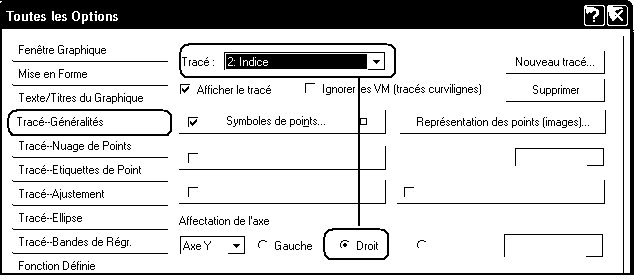 Toutes les Options
Fenêtre Graphique
Mise en Forme
Texte/Titres du Graphique
Tracé--Généralités
Tracé--Nuage de Points
Tracé--Etiquettes de Point
Tracé--Ajustement
Tracé--Ellipse
Tracé--Bandes de Régr.
Fonction Définie
Tracé : 2: Indice
Nouveau tracé...
Afficher le tracé
Ignorer les VM (tracés curvilignes)
Supprimer
Symboles de points...
Représentation des points (images)...
Affectation de l'axe
Axe Y
Gauche
Droit